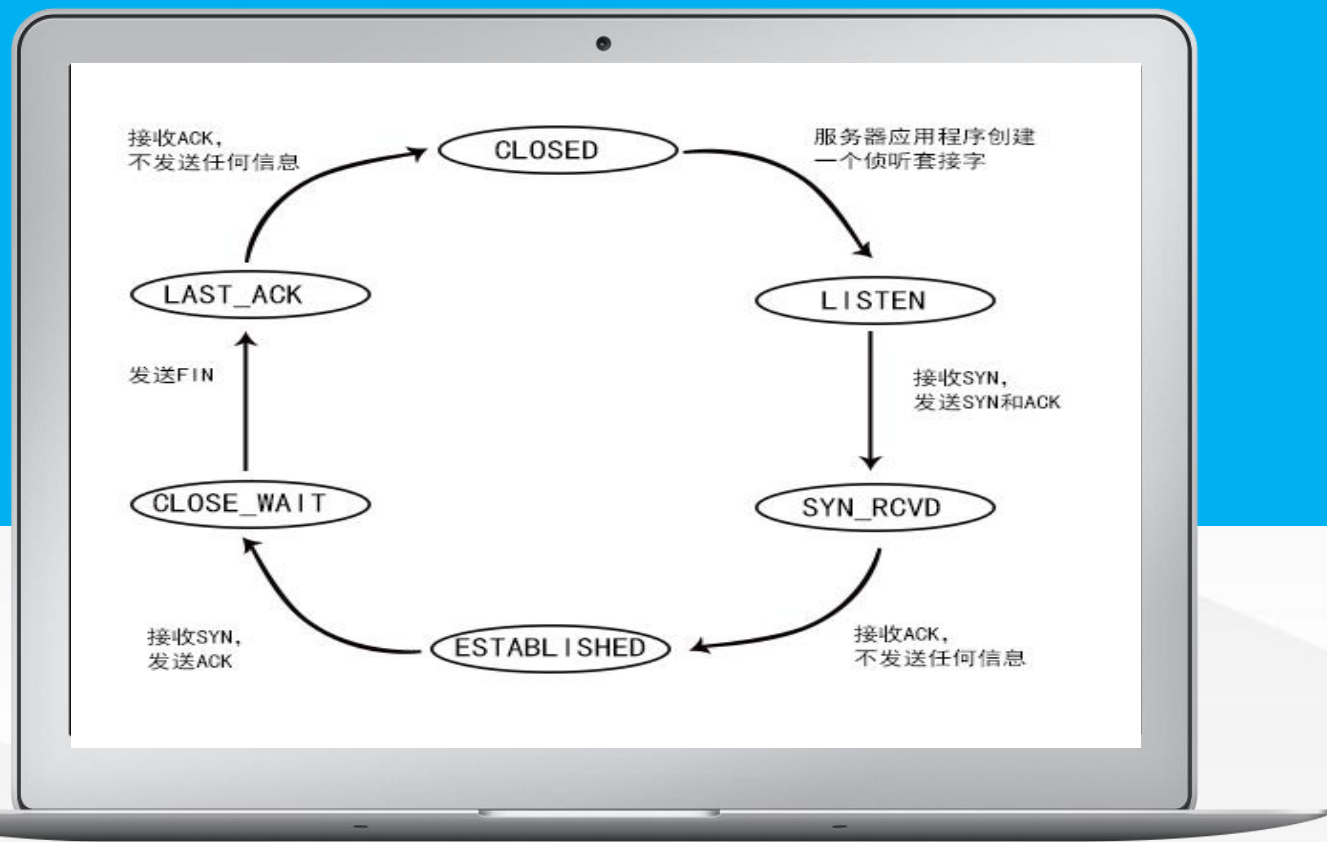 接收ACK,
不发送任何信息
CLOSED
服务器应用程序创建
一个侦听套接字
LAST_ACK
LISTEN
发送FIN
接收SYN,
发送SYN和ACK
CLOSE_WAIT
SYN_RCVD
接收SYN,
发送ACK
ESTABLISHED
接收ACK,
不发送任何信息